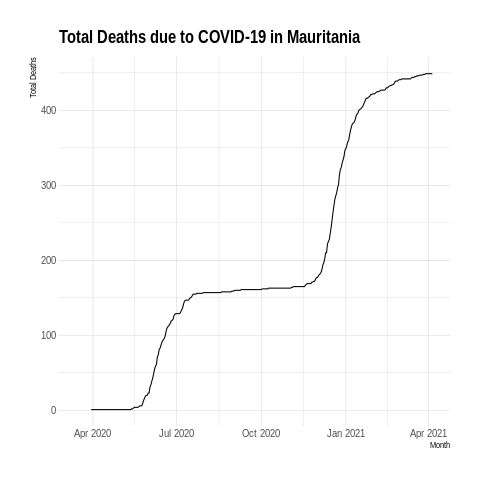 Total Deaths due to COVID-19 in Mauritania
Total Deaths
400
300
200
100
0
Apr 2020 Jul 2020 Oct 2020 Jan 2021 Apr 2021
Month